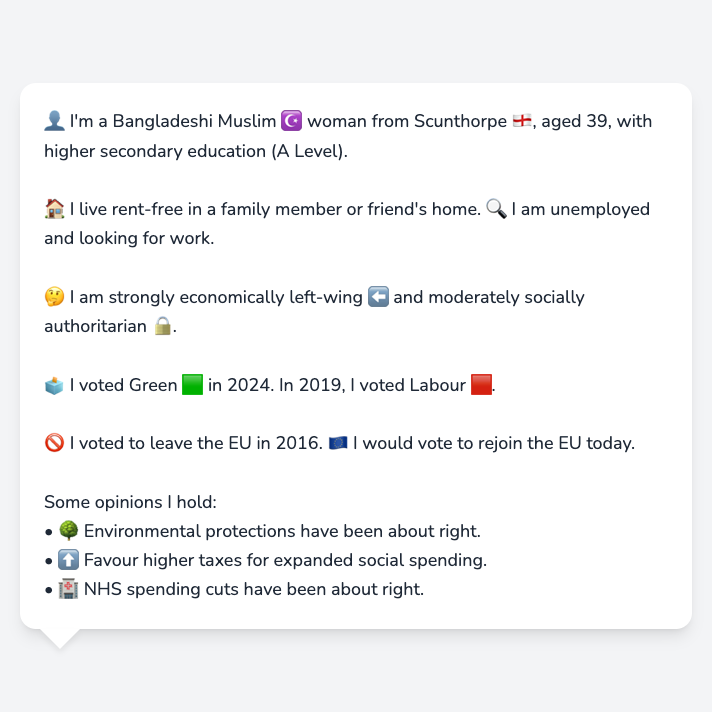 👤 I'm a Bangladeshi Muslim ☪️ woman from Scunthorpe 🏴󠁧󠁢󠁥󠁮󠁧󠁿, aged 39, with
higher secondary education (A Level).
🏠 I live rent-free in a family member or friend's home. 🔍 I am unemployed
and looking for work.
🤔 I am strongly economically left-wing ⬅️ and moderately socially
authoritarian 🔒.
🗳️ I voted Green 🟩 in 2024. In 2019, I voted Labour 🟥.
🚫 I voted to leave the EU in 2016. 🇪🇺 I would vote to rejoin the EU today.
Some opinions I hold:
• 🌳 Environmental protections have been about right.
• ⬆️ Favour higher taxes for expanded social spending.
• 🏥 NHS spending cuts have been about right.